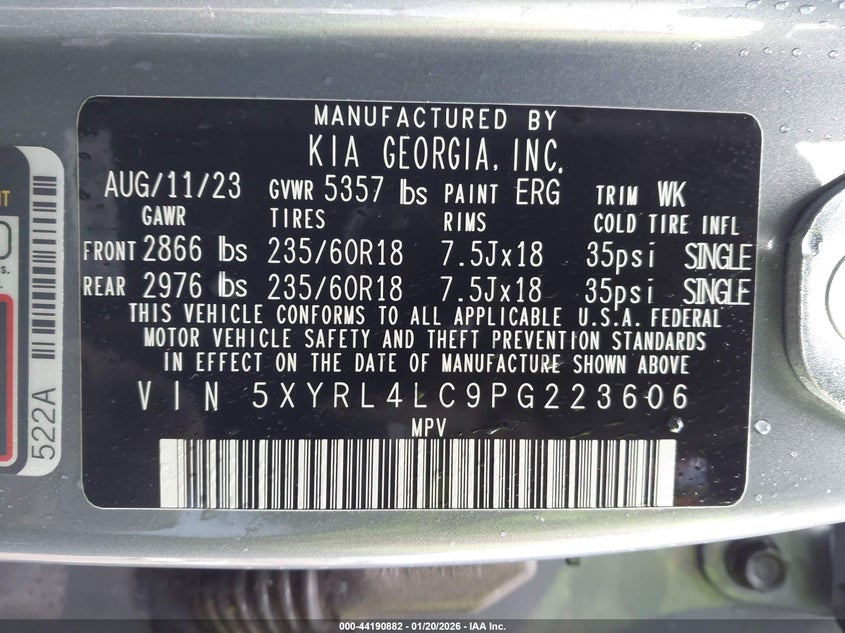 MANUFACTURED BY
KIA GEORGIA, INC.
AUG/11/23 GVWR 5357 lbs PAINT ERG TRIM WK
GAWR TIRES RIMS COLD TIRE INFL
FRONT 2866 lbs 235/60R18 7.5Jx18 35psi SINGLE
REAR 2976 lbs 235/60R18 7.5Jx18 35psi SINGLE
THIS VEHICLE CONFORMS TO ALL APPLICABLE U.S.A. FEDERAL
MOTOR VEHICLE SAFETY AND THEFT PREVENTION STANDARDS
IN EFFECT ON THE DATE OF MANUFACTURE SHOWN ABOVE
VIN 5XYRL4LC9PG223606
MPV
522A
000-44190882 - 01/20/2026 - IAA Inc.